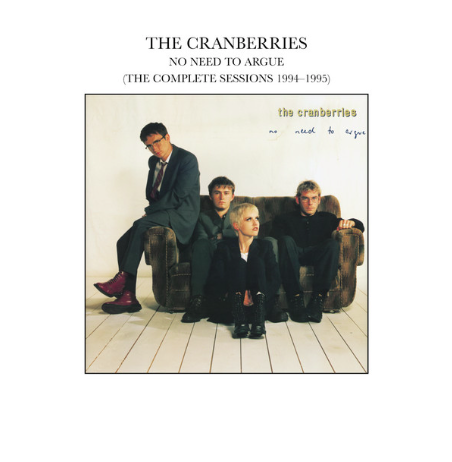 THE CRANBERRIES
NO NEED TO ARGUE
(THE COMPLETE SESSIONS 1994–1995)
the cranberries
no need to argue